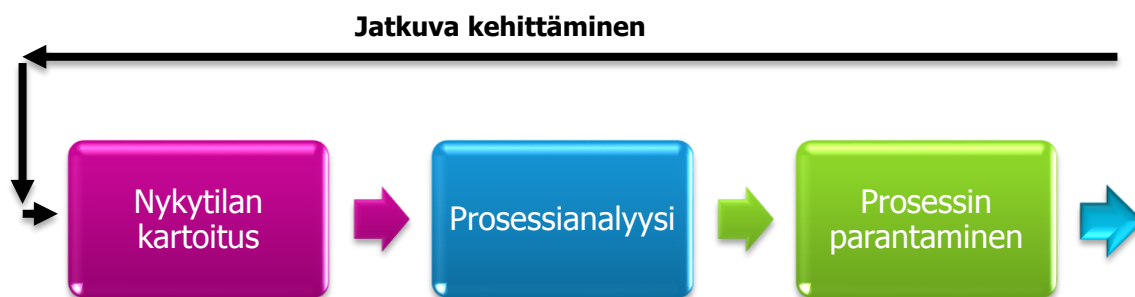 Jatkuva kehittäminen
Nykytilan
kartoitus
Prosessianalyysi
Prosessin
parantaminen